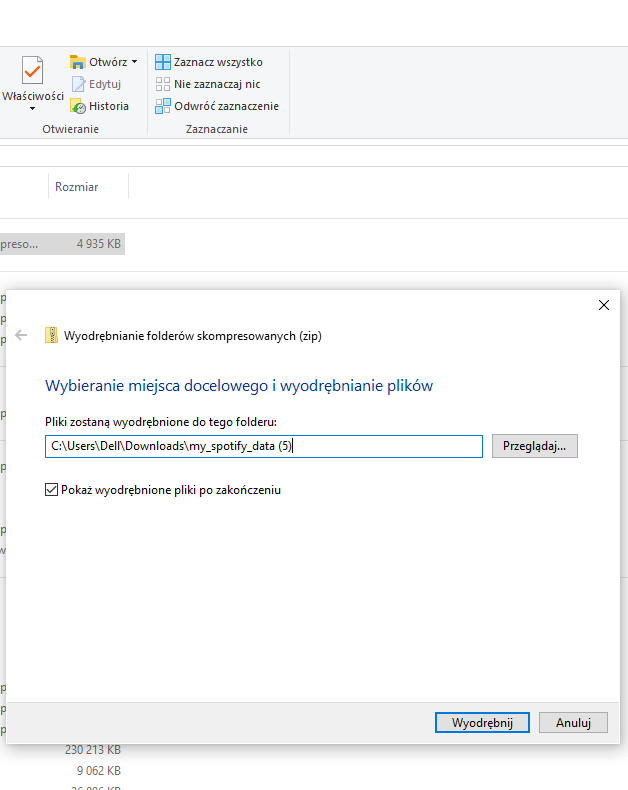 Właściwości
Otwórz
Edytuj
Historia
Otwieranie
Zaznacz wszystko
Nie zaznaczaj nic
Odwróć zaznaczenie
Zaznaczanie
Rozmiar
preso... 4 935 KB
Wyodrębnianie folderów skompresowanych (zip)
Wybieranie miejsca docelowego i wyodrębnianie plików
Pliki zostaną wyodrębnione do tego folderu:
C:\Users\Dell\Downloads\my_spotify_data (5)
Przeglądaj...
Pokaż wyodrębnione pliki po zakończeniu
Wyodrębnij
Anuluj
230 213 KB
9 062 KB